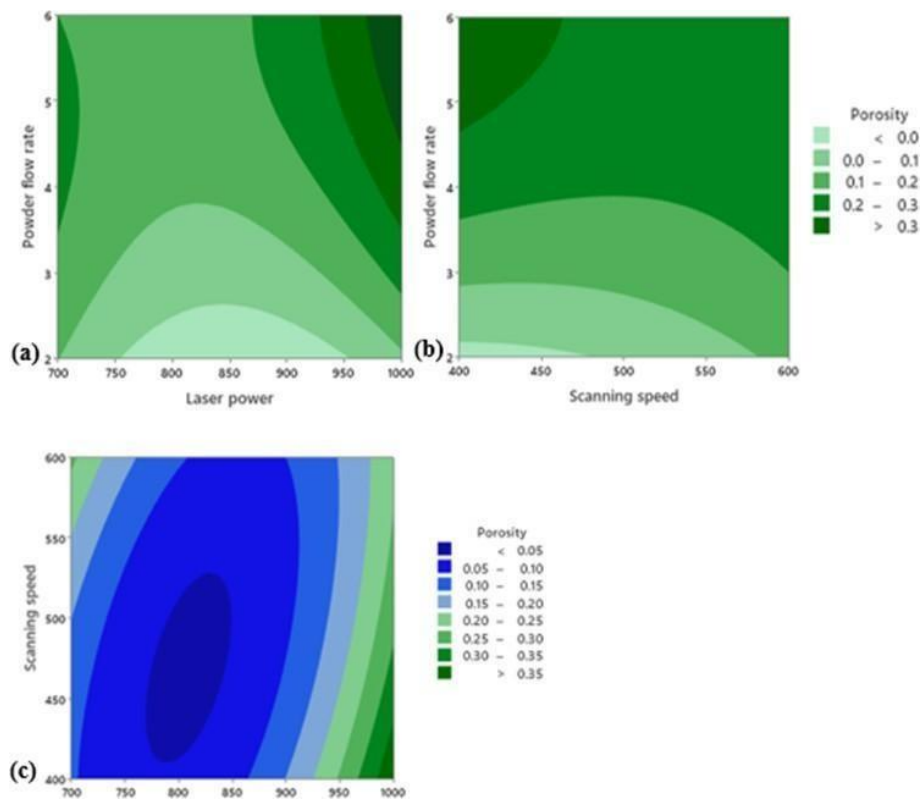 6
5
4
3
2
Powder flow rate
700 750 800 850 900 950 1000
Laser power
(a)
6
5
4
3
2
Powder flow rate
400 450 500 550 600
Scanning speed
(b)
Porosity
< 0.0
0.0 – 0.1
0.1 – 0.2
0.2 – 0.3
> 0.3
600
550
500
450
400
Scanning speed
700 750 800 850 900 950 1000
(c)
Porosity
< 0.05
0.05 – 0.10
0.10 – 0.15
0.15 – 0.20
0.20 – 0.25
0.25 – 0.30
0.30 – 0.35
> 0.35